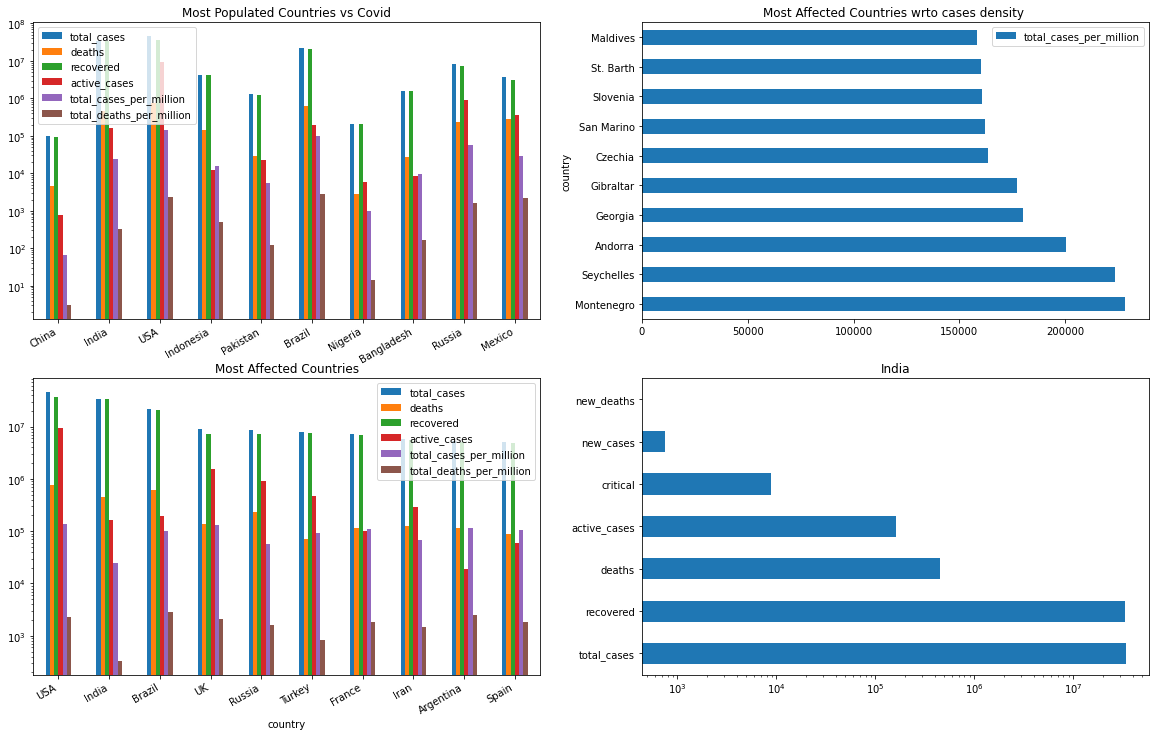 Most Populated Countries vs Covid
10^8
10^7
10^6
10^5
10^4
10^3
10^2
10^1
total_cases
deaths
recovered
active_cases
total_cases_per_million
total_deaths_per_million
China India USA Indonesia Pakistan Brazil Nigeria Bangladesh Russia Mexico
Most Affected Countries wrto cases density
total_cases_per_million
country
Maldives
St. Barth
Slovenia
San Marino
Czechia
Gibraltar
Georgia
Andorra
Seychelles
Montenegro
0 50000 100000 150000 200000
Most Affected Countries
10^7
10^6
10^5
10^4
10^3
total_cases
deaths
recovered
active_cases
total_cases_per_million
total_deaths_per_million
USA India Brazil UK Russia Turkey France Iran Argentina Spain
country
India
new_deaths
new_cases
critical
active_cases
deaths
recovered
total_cases
10^3 10^4 10^5 10^6 10^7